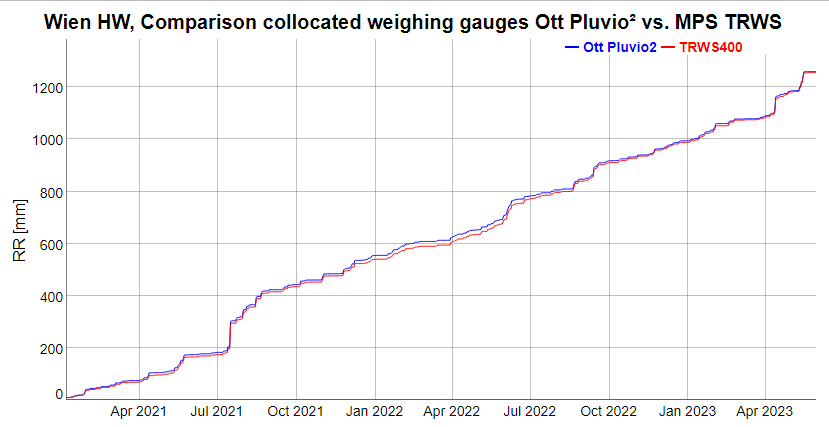 Wien HW, Comparison collocated weighing gauges Ott Pluvio² vs. MPS TRWS
Ott Pluvio2 TRWS400
1200
1000
800
600
400
200
0
RR [mm]
Apr 2021 Jul 2021 Oct 2021 Jan 2022 Apr 2022 Jul 2022 Oct 2022 Jan 2023 Apr 2023